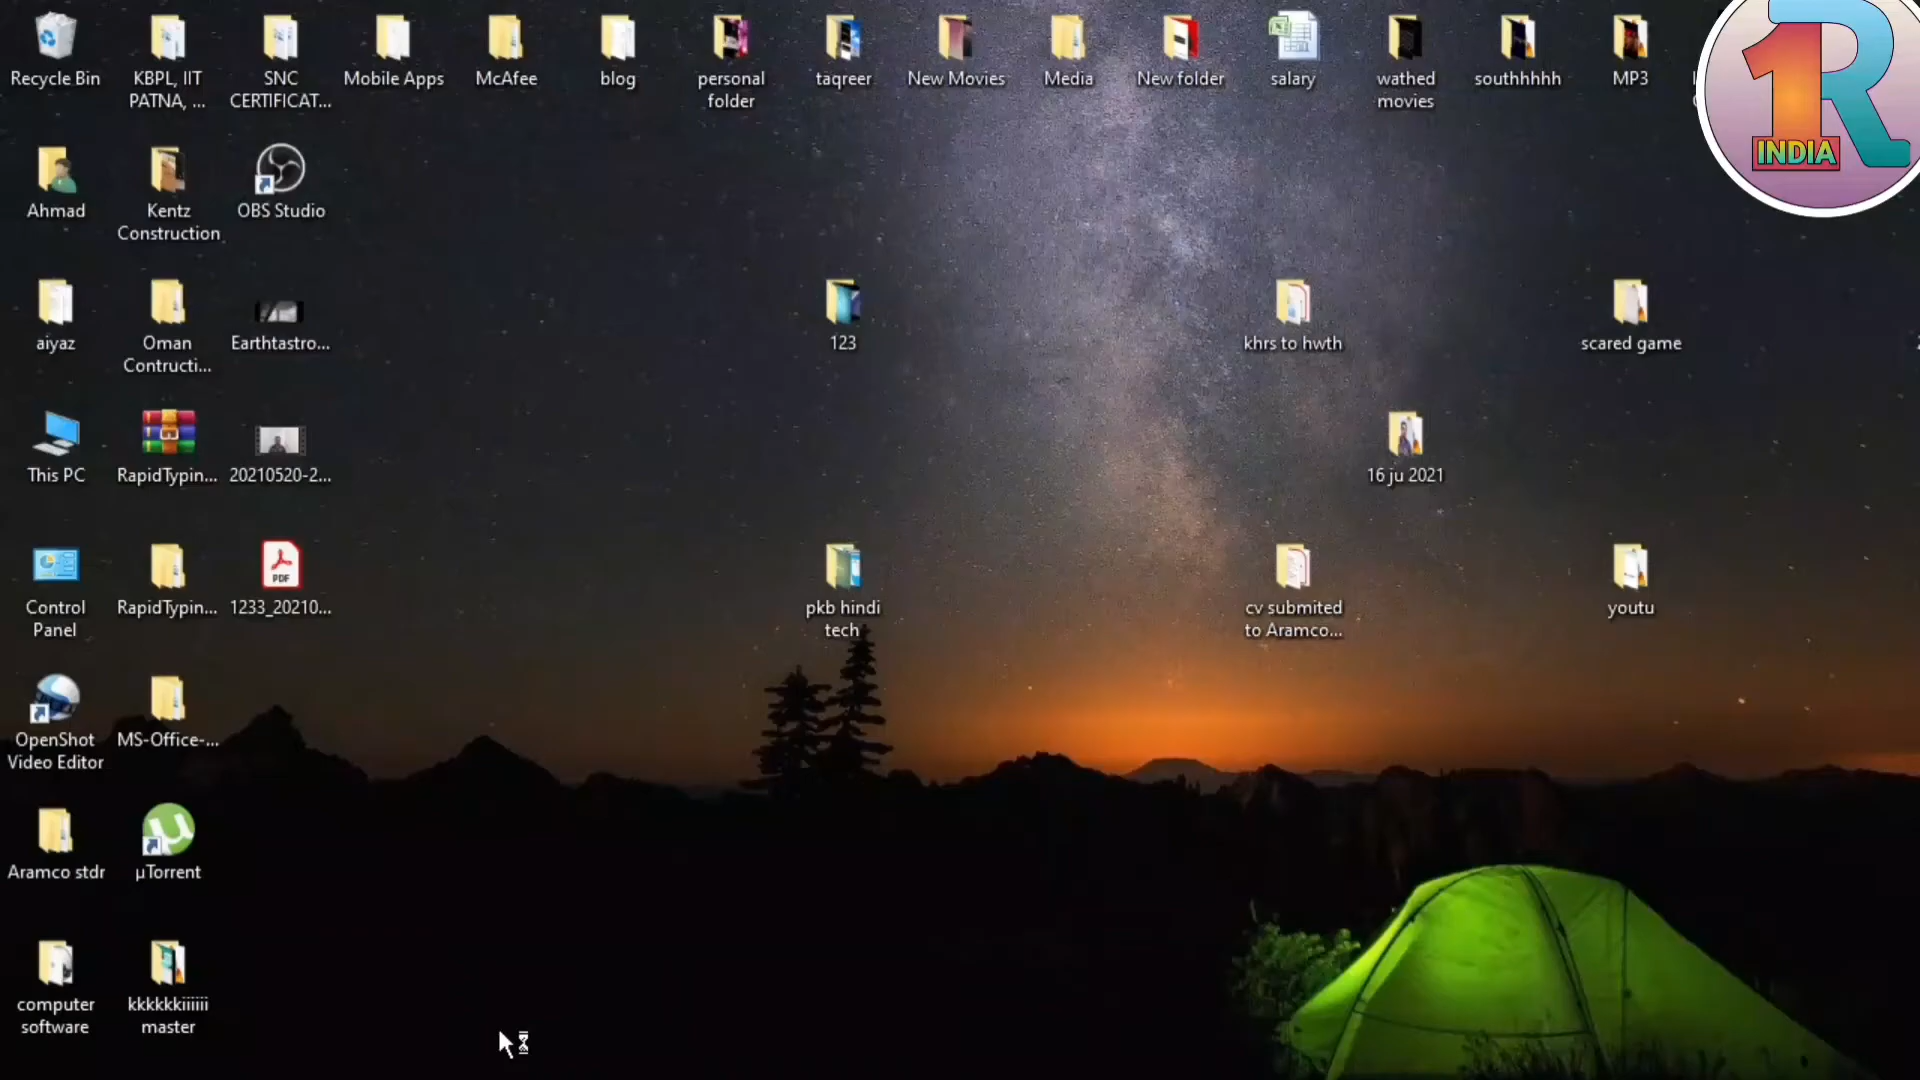 Recycle Bin
KBPL, IIT
PATNA, ...
SNC
CERTIFICAT...
Mobile Apps
McAfee
blog
personal
folder
taqreer
New Movies
Media
New folder
salary
wathed
movies
southhhhh
MP3
1R
INDIA
Ahmad
Kentz
Construction
OBS Studio
aiyaz
Oman
Contructi...
Earthtastro...
123
khrs to hwth
scared game
This PC
RapidTypin...
20210520-2...
16 ju 2021
Control
Panel
RapidTypin...
PDF
1233_20210...
pkb hindi
tech
cv submited
to Aramco...
youtu
OpenShot
Video Editor
MS-Office-...
Aramco stdr
µTorrent
computer
software
kkkkkkiiiiii
master